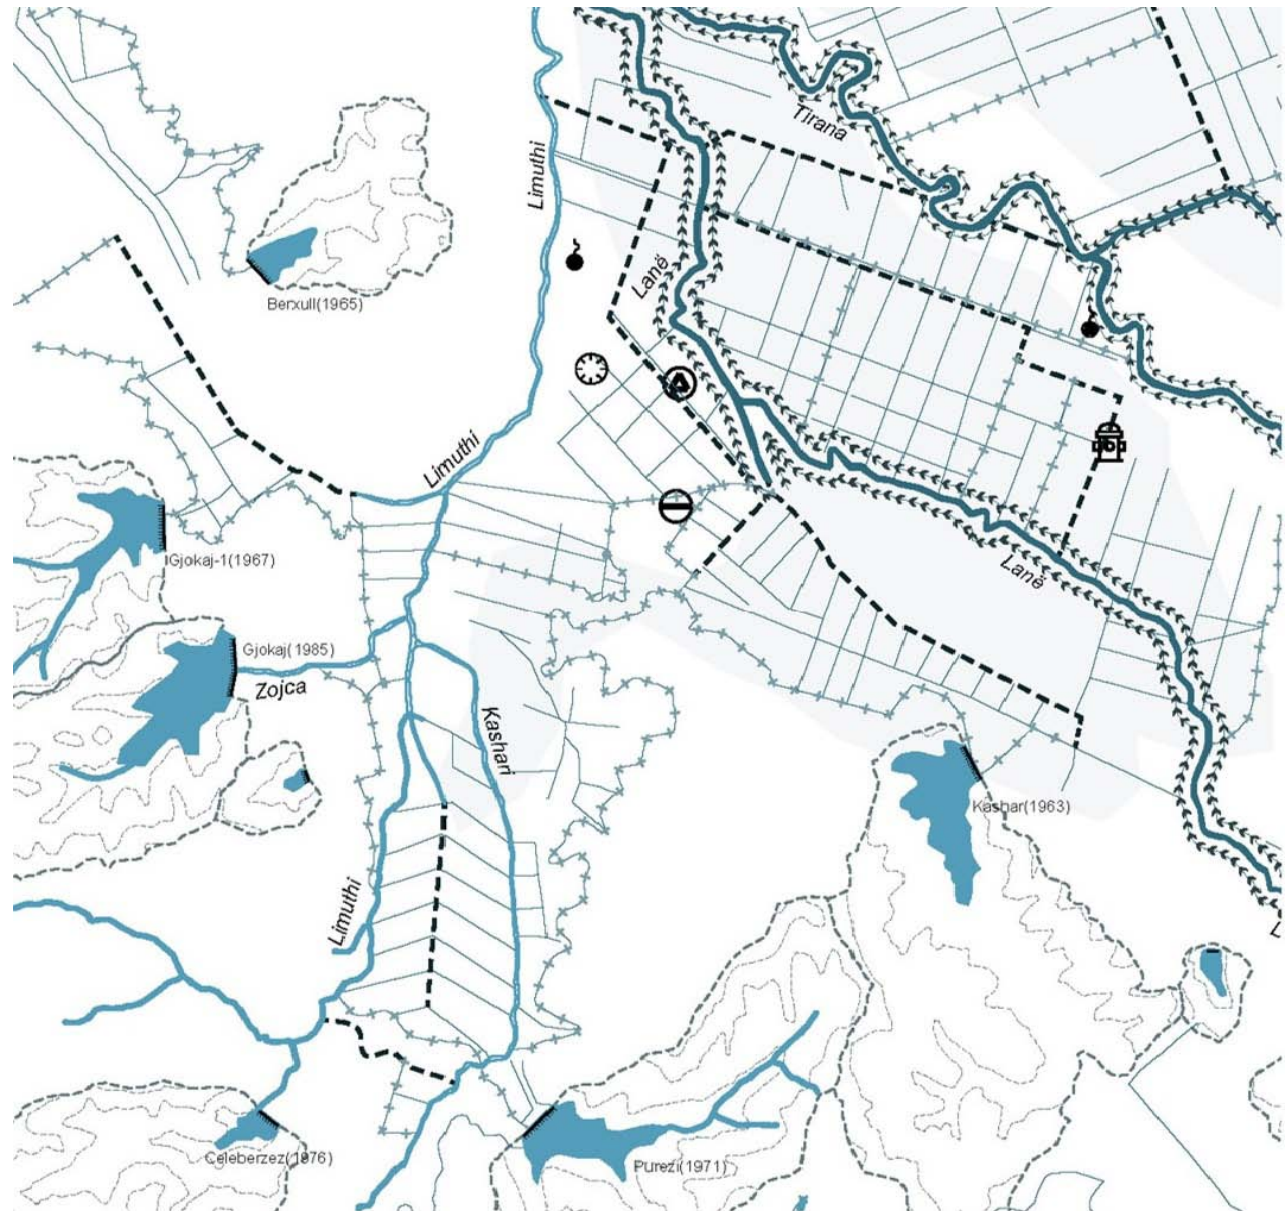 Tirana
Limuthi
Lanë
Berxull(1965)
Limuthi
Gjokaj-1(1967)
Lanë
Gjokaj(1985)
Zojca
Kashari
Kashar(1963)
Limuthi
L
Celeberzez(1976)
Purezi(1971)